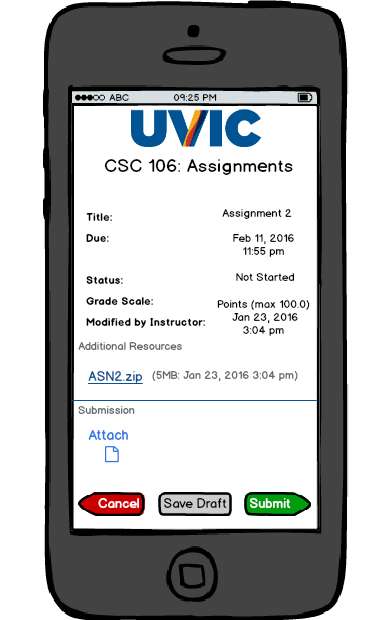 ABC 09:25 PM
UVIC
CSC 106: Assignments
Title: Assignment 2
Due: Feb 11, 2016
11:55 pm
Status: Not Started
Grade Scale: Points (max 100.0)
Modified by Instructor: Jan 23, 2016
3:04 pm
Additional Resources
ASN2.zip (5MB: Jan 23, 2016 3:04 pm)
Submission
Attach
Cancel Save Draft Submit